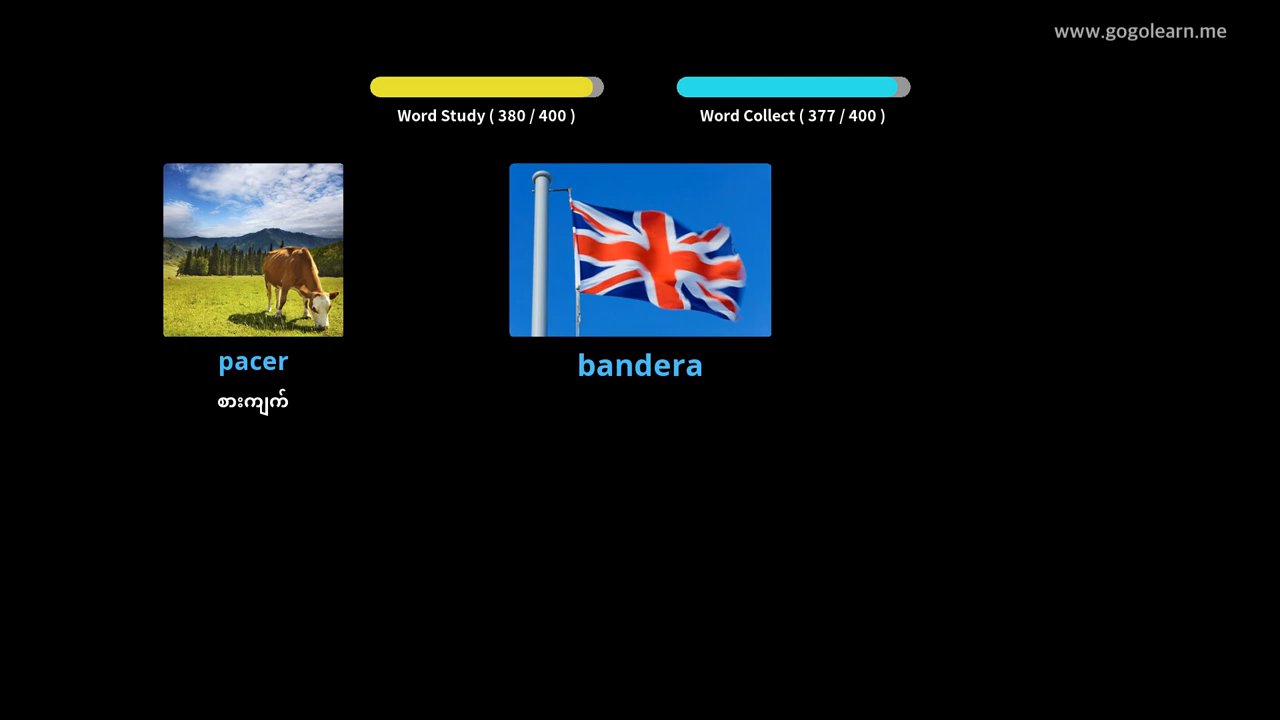 www.gogolearn.me
Word Study ( 380 / 400 )
Word Collect ( 377 / 400 )
pacer
bandera
စားကျက်